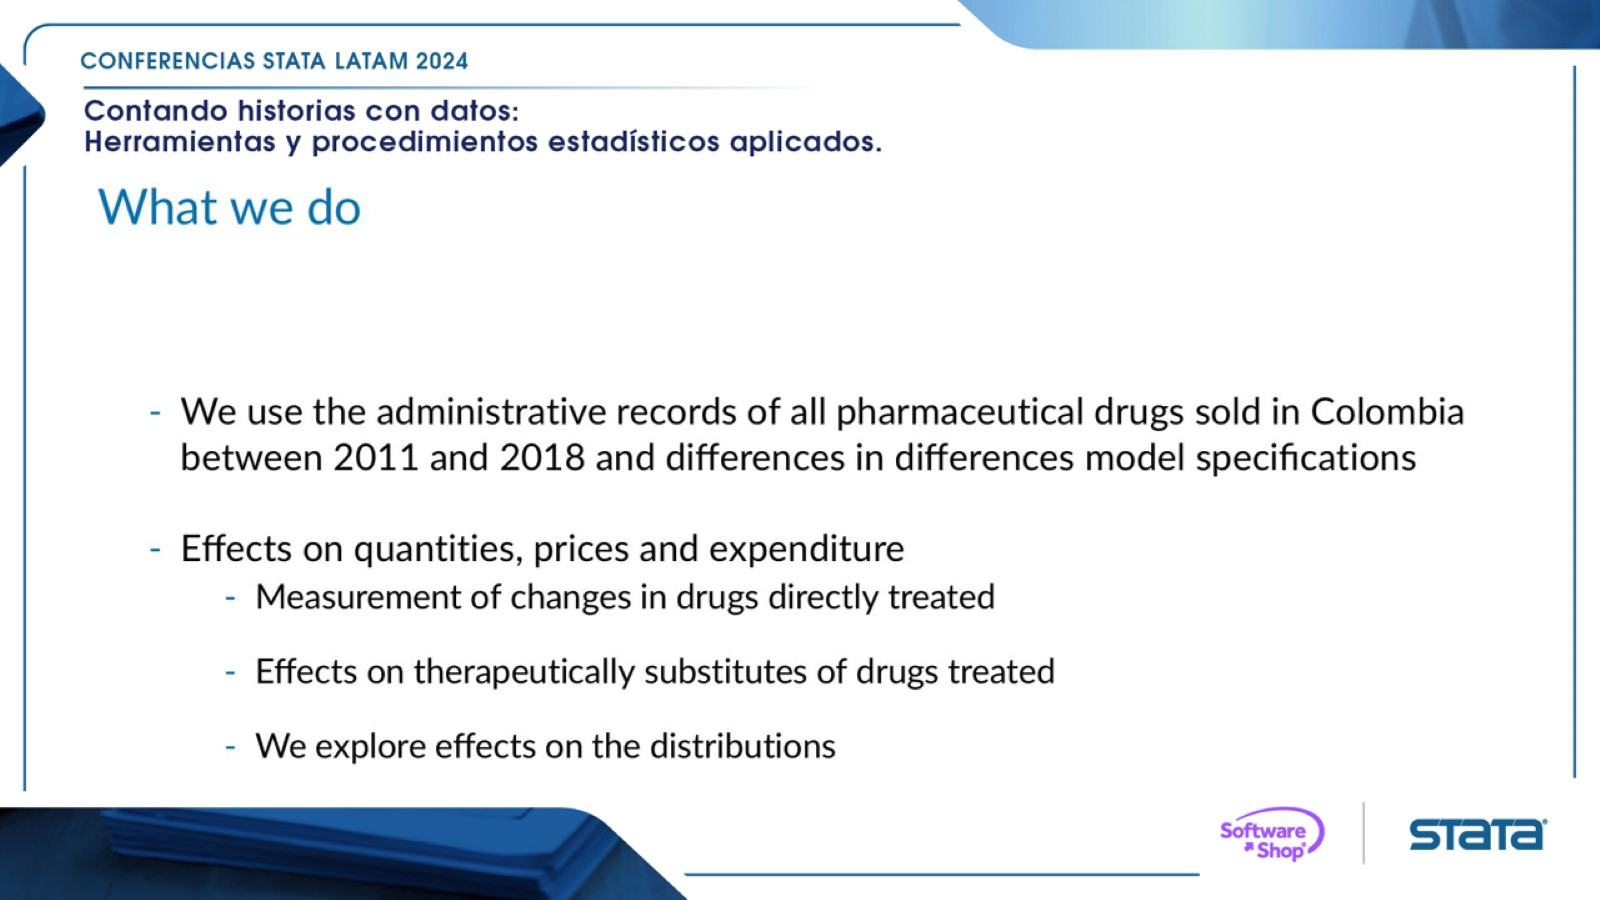 CONFERENCIAS STATA LATAM 2024
Contando historias con datos:
Herramientas y procedimientos estadísticos aplicados.
What we do
- We use the administrative records of all pharmaceutical drugs sold in Colombia
between 2011 and 2018 and differences in differences model specifications
- Effects on quantities, prices and expenditure
- Measurement of changes in drugs directly treated
- Effects on therapeutically substitutes of drugs treated
- We explore effects on the distributions
Software
Shop
STATA